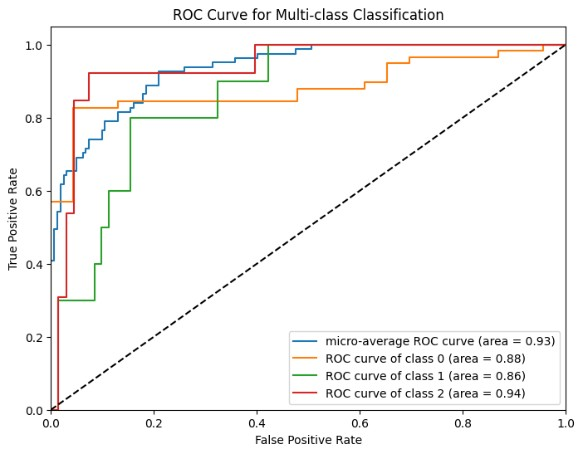 ROC Curve for Multi-class Classification
True Positive Rate
1.0
0.8
0.6
0.4
0.2
0.0
0.0 0.2 0.4 0.6 0.8 1.0
False Positive Rate
micro-average ROC curve (area = 0.93)
ROC curve of class 0 (area = 0.88)
ROC curve of class 1 (area = 0.86)
ROC curve of class 2 (area = 0.94)